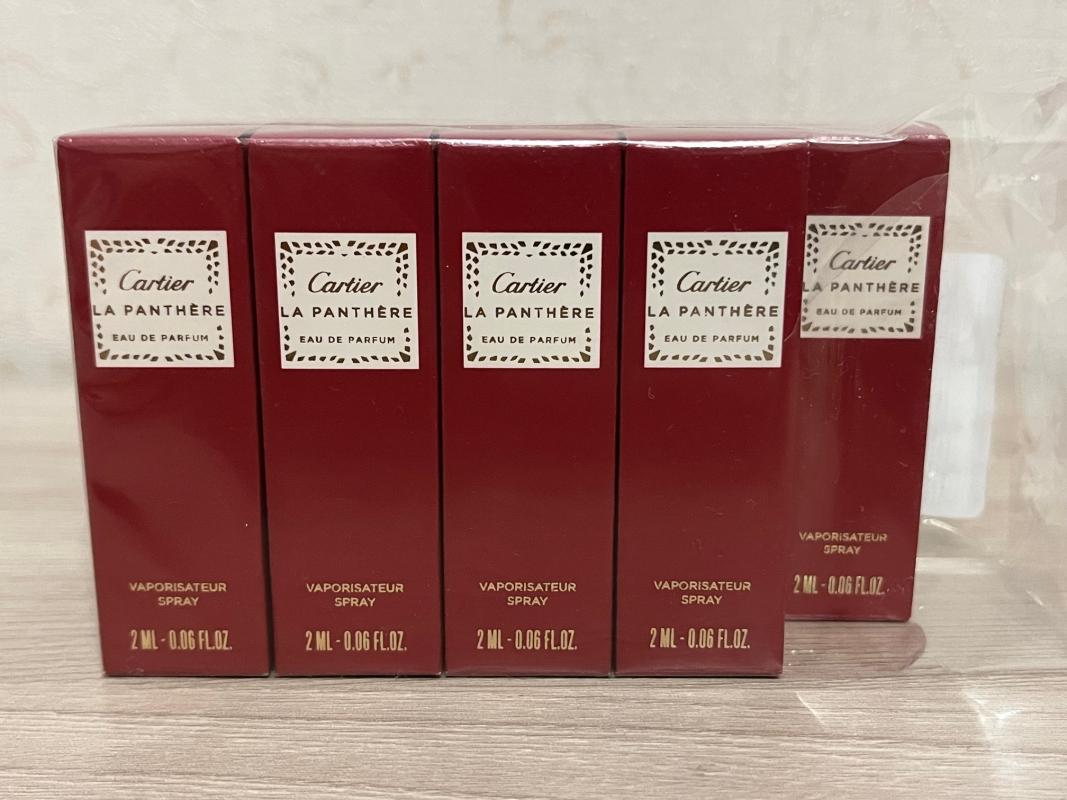 Cartier
LA PANTHÈRE
EAU DE PARFUM
VAPORISATEUR
SPRAY
2 ML - 0.06 FL.OZ.
Cartier
LA PANTHÈRE
EAU DE PARFUM
VAPORISATEUR
SPRAY
2 ML - 0.06 FL.OZ.
Cartier
LA PANTHÈRE
EAU DE PARFUM
VAPORISATEUR
SPRAY
2 ML - 0.06 FL.OZ.
Cartier
LA PANTHÈRE
EAU DE PARFUM
VAPORISATEUR
SPRAY
2 ML - 0.06 FL.OZ.
Cartier
LA PANTHÈRE
EAU DE PARFUM
VAPORISATEUR
SPRAY
2 ML - 0.06 FL.OZ.